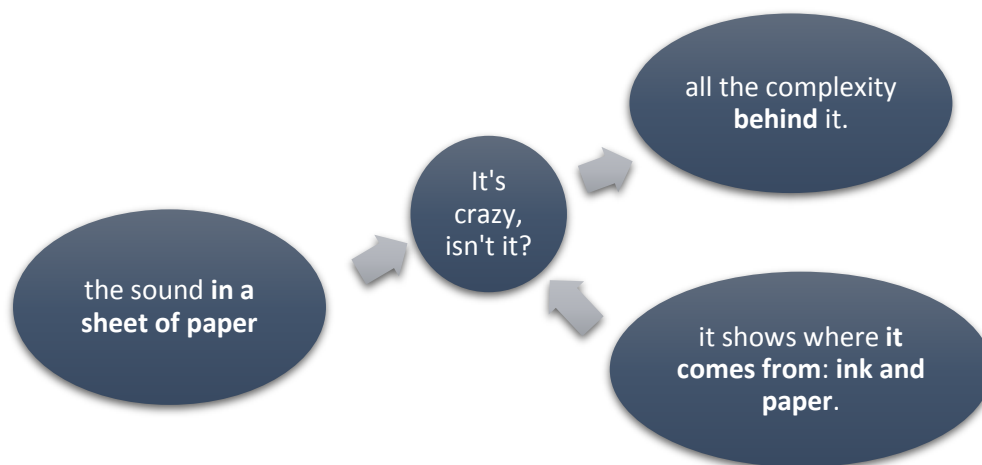 the sound in a
sheet of paper
It's
crazy,
isn't it?
all the complexity
behind it.
it shows where it
comes from: ink and
paper.